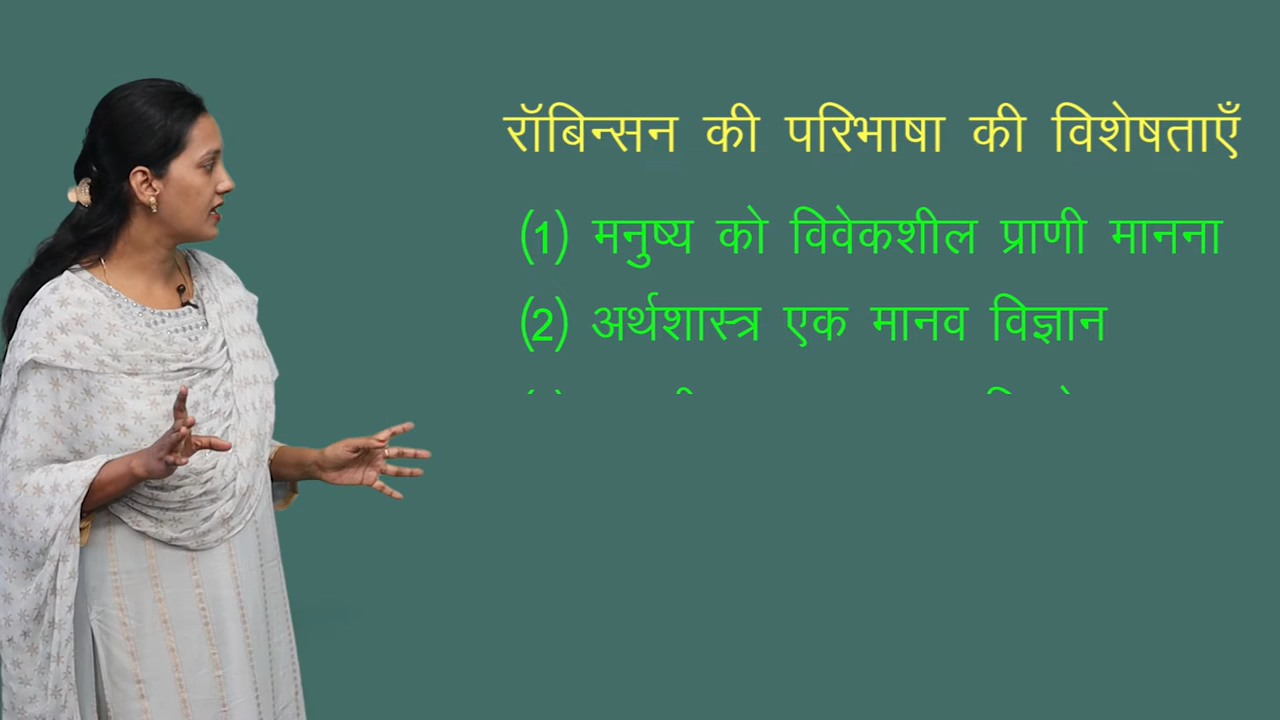 रॉबिन्सन की परिभाषा की विशेषताएँ
(1) मनुष्य को विवेकशील प्राणी मानना
(2) अर्थशास्त्र एक मानव विज्ञान